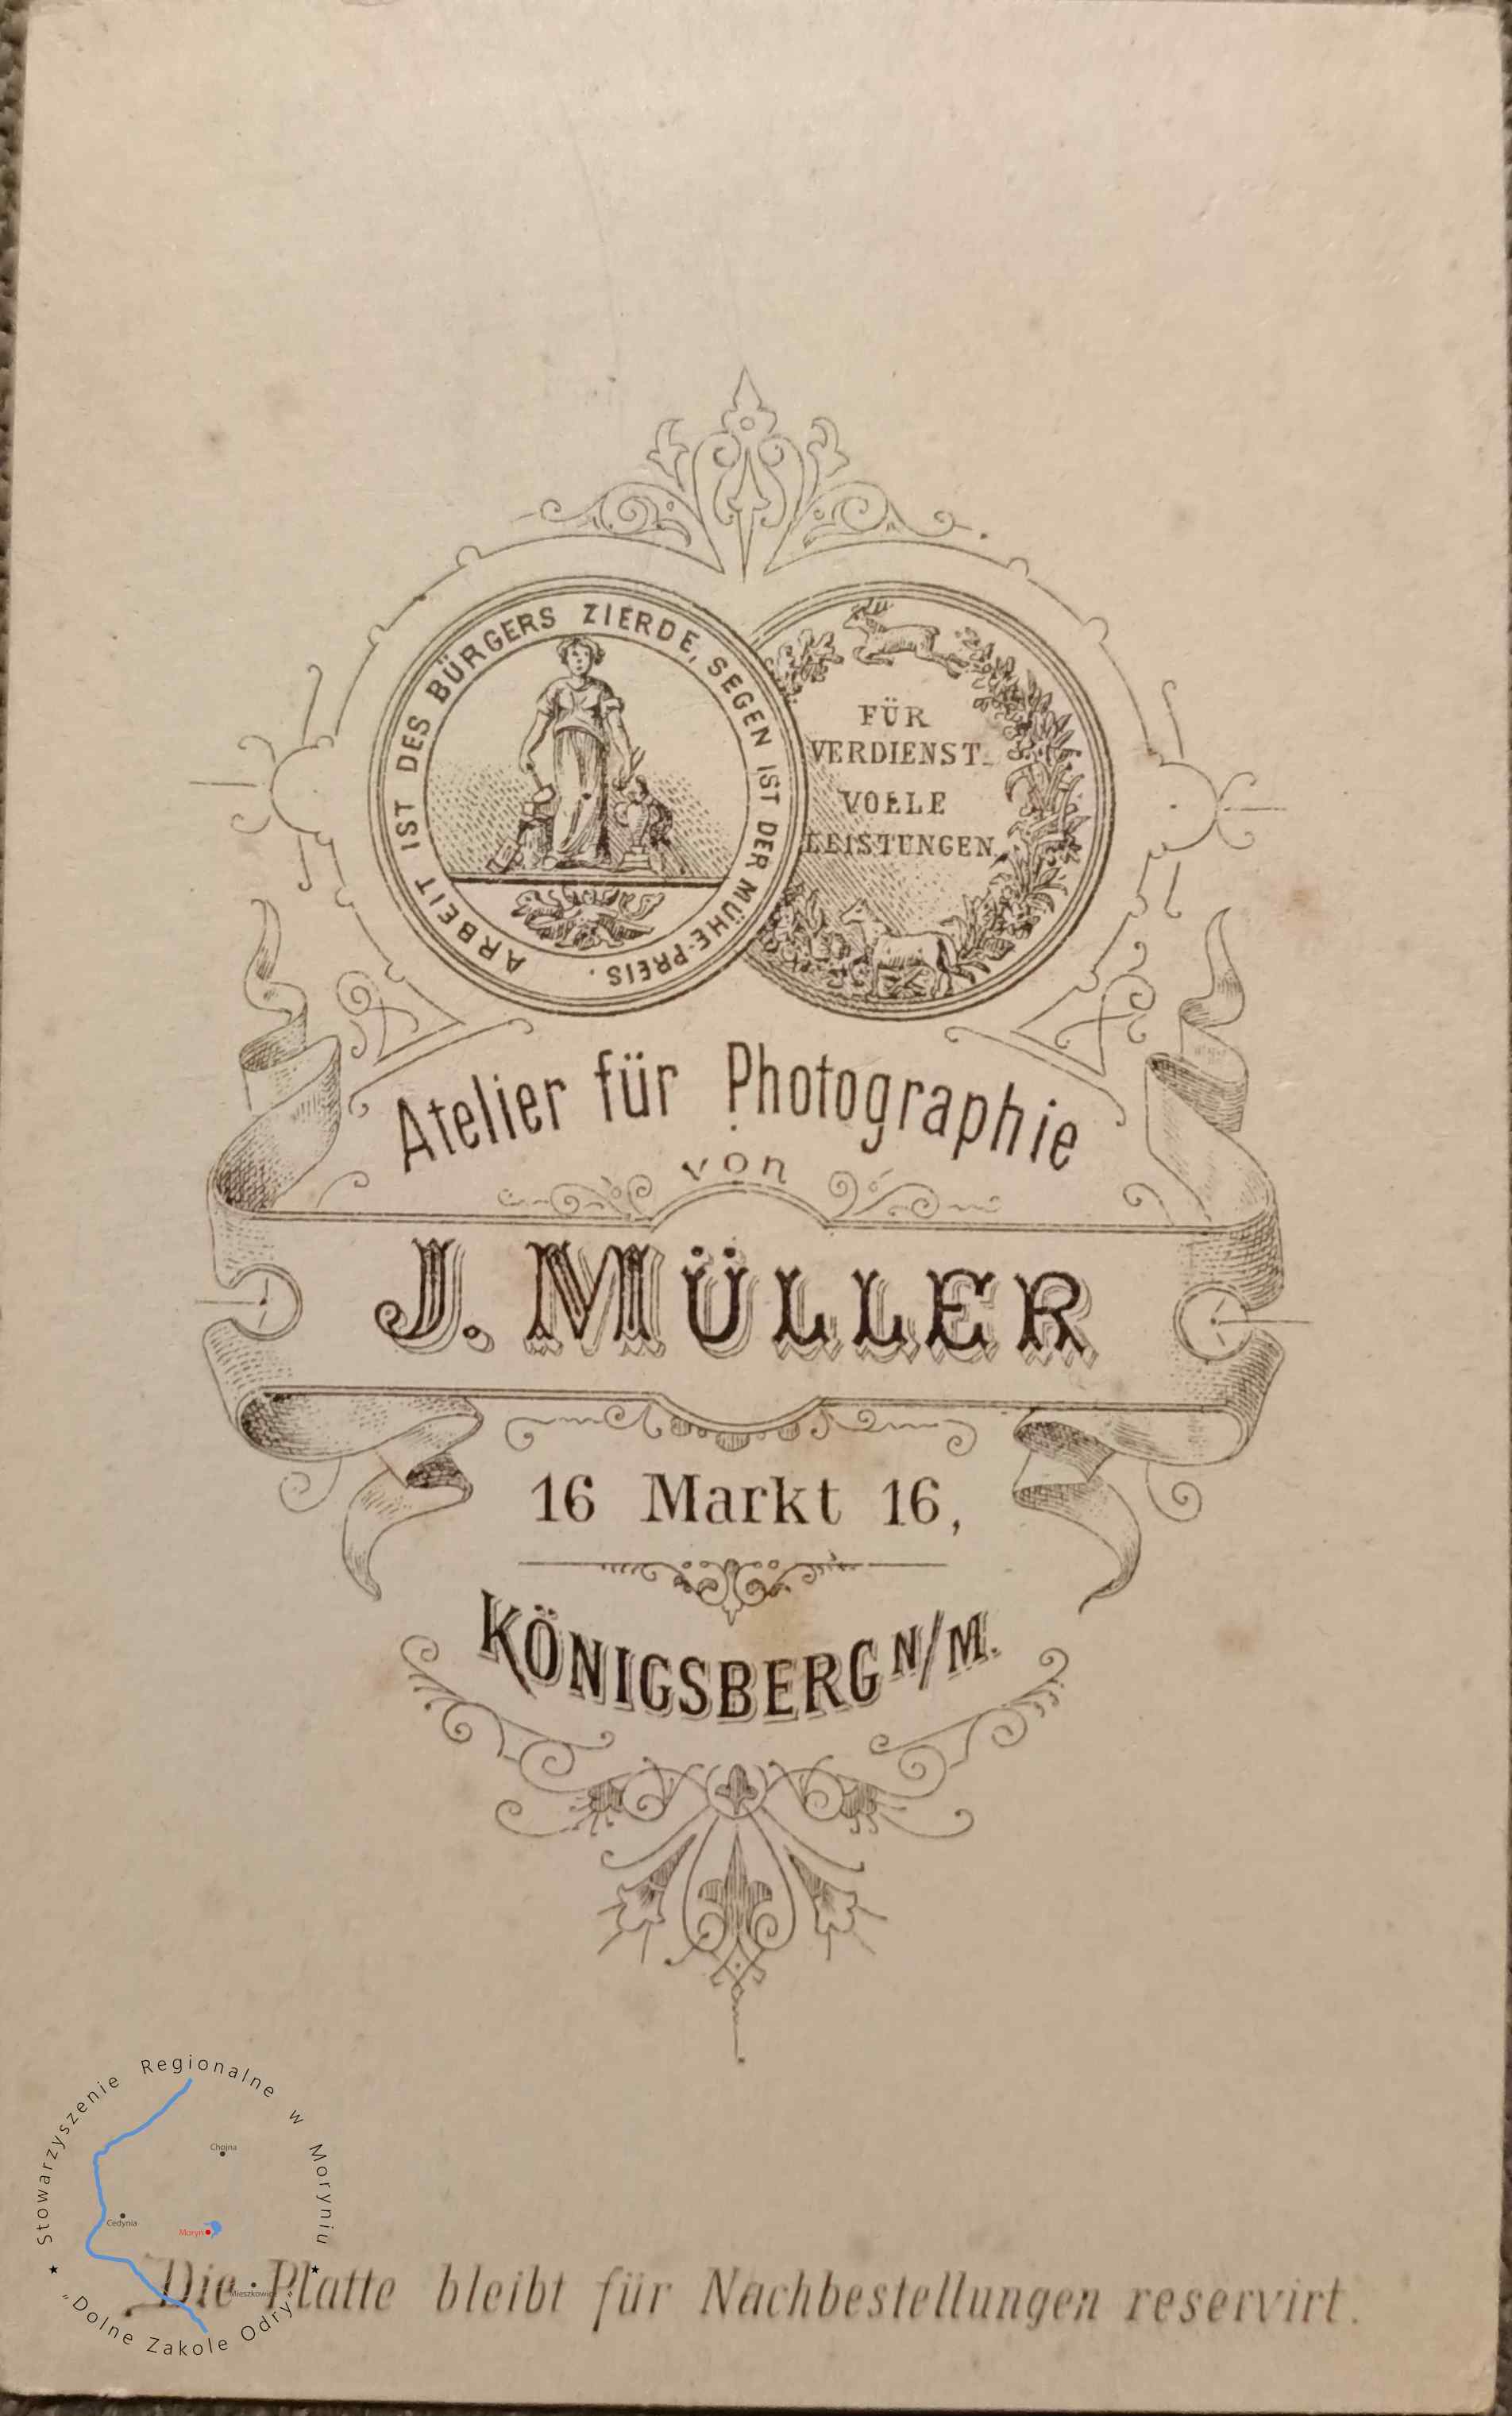 ARBEIT IST DES BÜRGERS ZIERDE, SEGEN IST DER MÜHE-PREIS.
FÜR
VERDIENST-
VOLLE
LEISTUNGEN
Atelier für Photographie
von
J. MÜLLER
16 Markt 16,
KÖNIGSBERG N/M.
Die Platte bleibt für Nachbestellungen reservirt.
Stowarzyszenie Regionalne w Moryniu
"Dolne Zakole Odry"
Chojna
Cedynia
Moryń
Mieszkowice